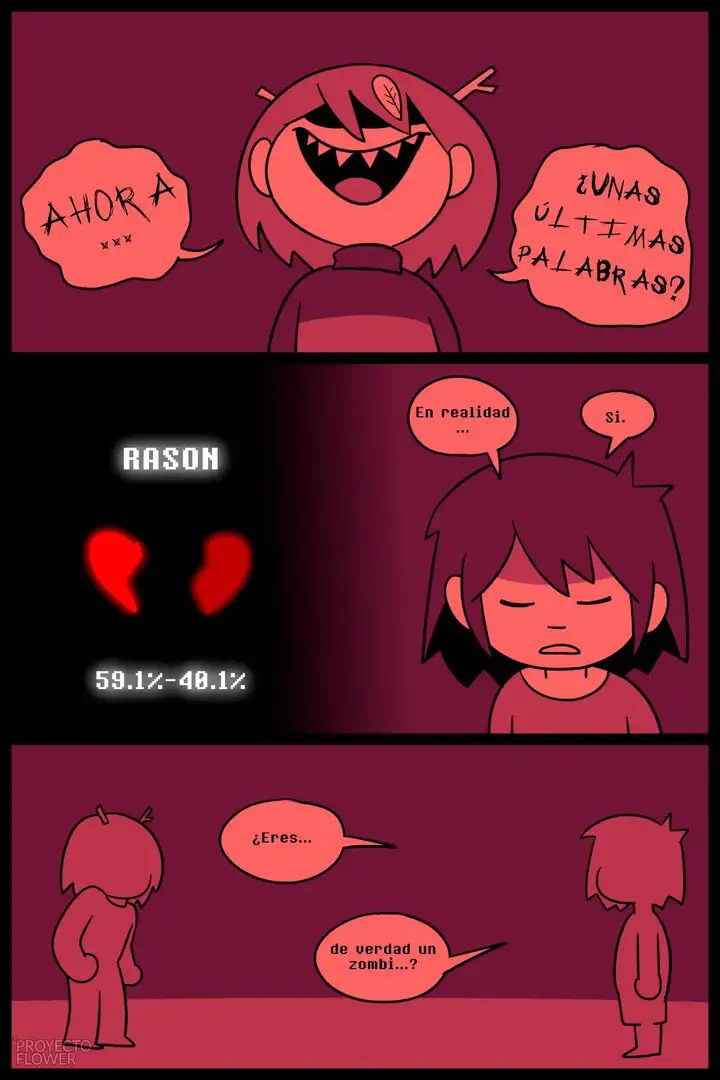 AHORA
...
¿UNAS
ÚLTIMAS
PALABRAS?
En realidad
...
Si.
RASON
59.1%-40.1%
¿Eres...
de verdad un
zombi...?
PROYECTO
FLOWER